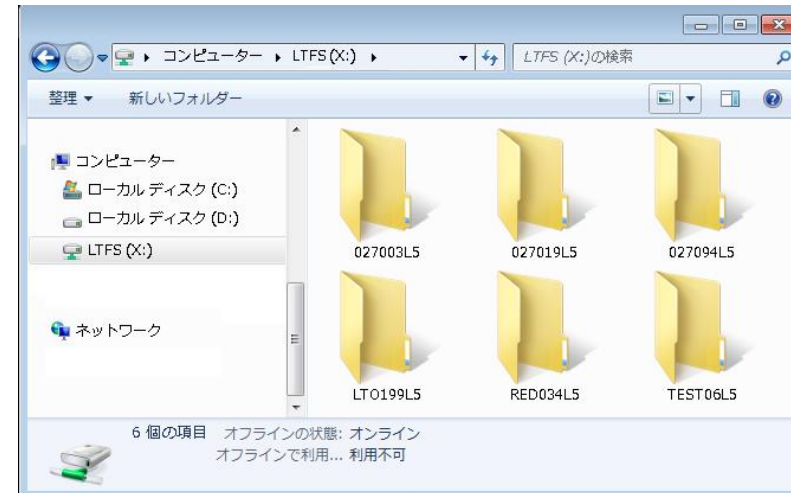 コンピューター ▸ LTFS (X:) ▸
LTFS (X:)の検索
整理 ▼ 新しいフォルダー
コンピューター
ローカル ディスク (C:)
ローカル ディスク (D:)
LTFS (X:)
ネットワーク
027003L5 027019L5 027094L5
LTO199L5 RED034L5 TEST06L5
6 個の項目 オフラインの状態: オンライン
オフラインで利用... 利用不可